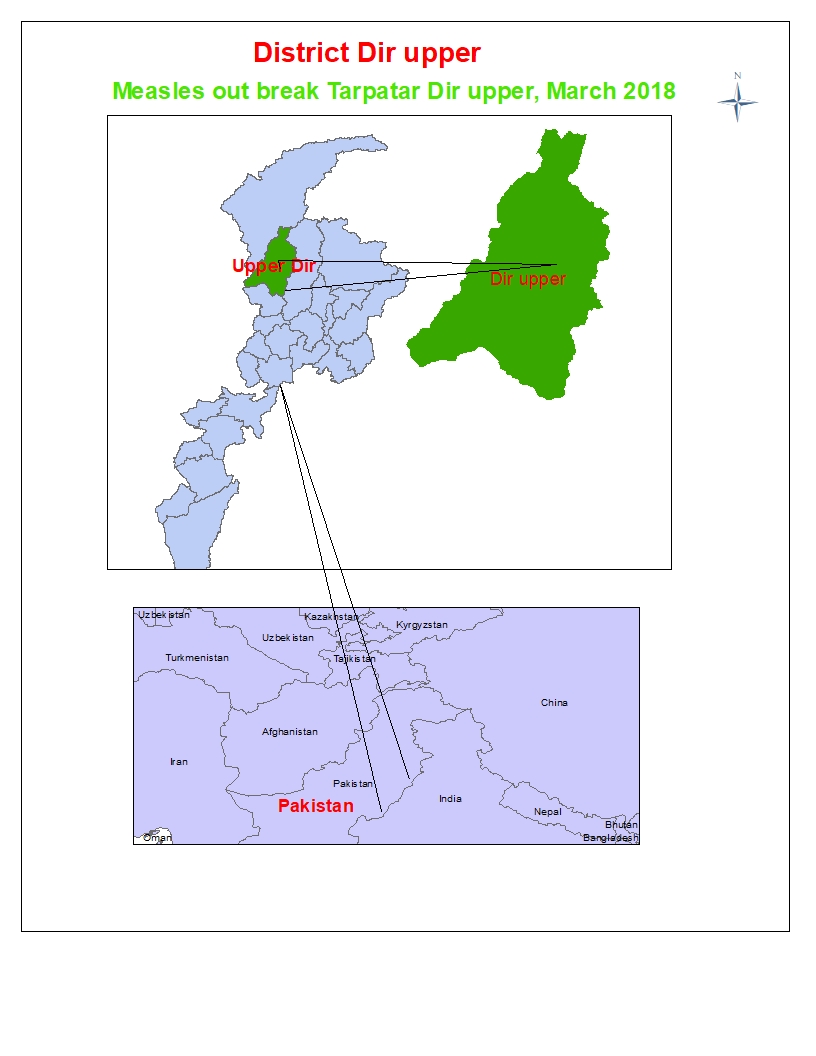 District Dir upper
Measles out break Tarpatar Dir upper, March 2018
N
Upper Dir
Dir upper
Uzbekistan
Kazakhstan
Kyrgyzstan
Uzbekistan
Turkmenistan
Tajikistan
China
Afghanistan
Iran
Pakistan
India
Pakistan
Nepal
Bhutan
Oman
Bangladesh